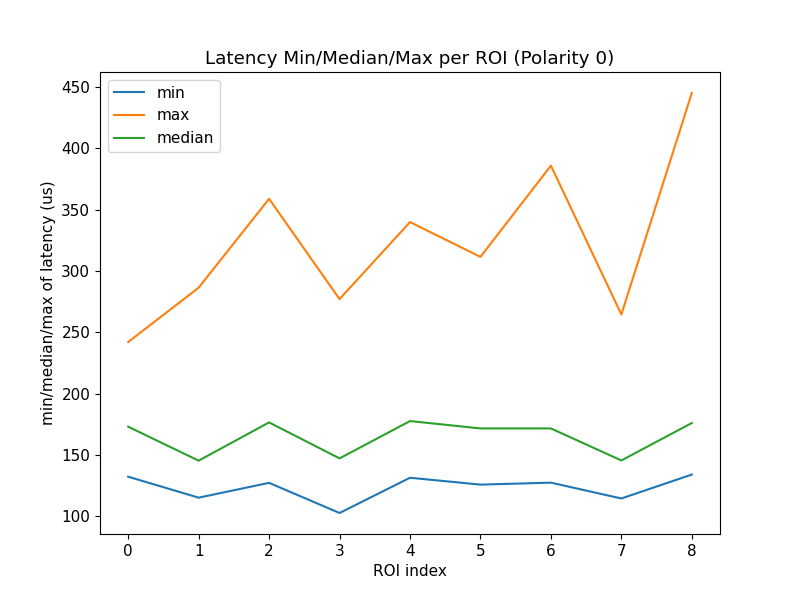 Latency Min/Median/Max per ROI (Polarity 0)
min
max
median
min/median/max of latency (us)
450
400
350
300
250
200
150
100
0 1 2 3 4 5 6 7 8
ROI index